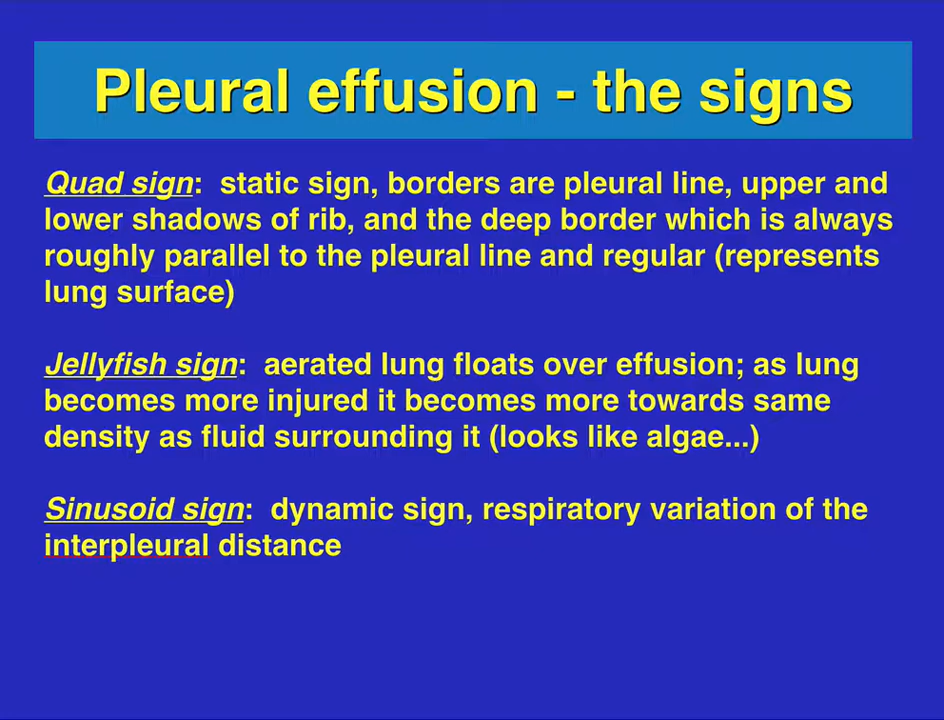 Pleural effusion - the signs
Quad sign: static sign, borders are pleural line, upper and
lower shadows of rib, and the deep border which is always
roughly parallel to the pleural line and regular (represents
lung surface)
Jellyfish sign: aerated lung floats over effusion; as lung
becomes more injured it becomes more towards same
density as fluid surrounding it (looks like algae...)
Sinusoid sign: dynamic sign, respiratory variation of the
interpleural distance